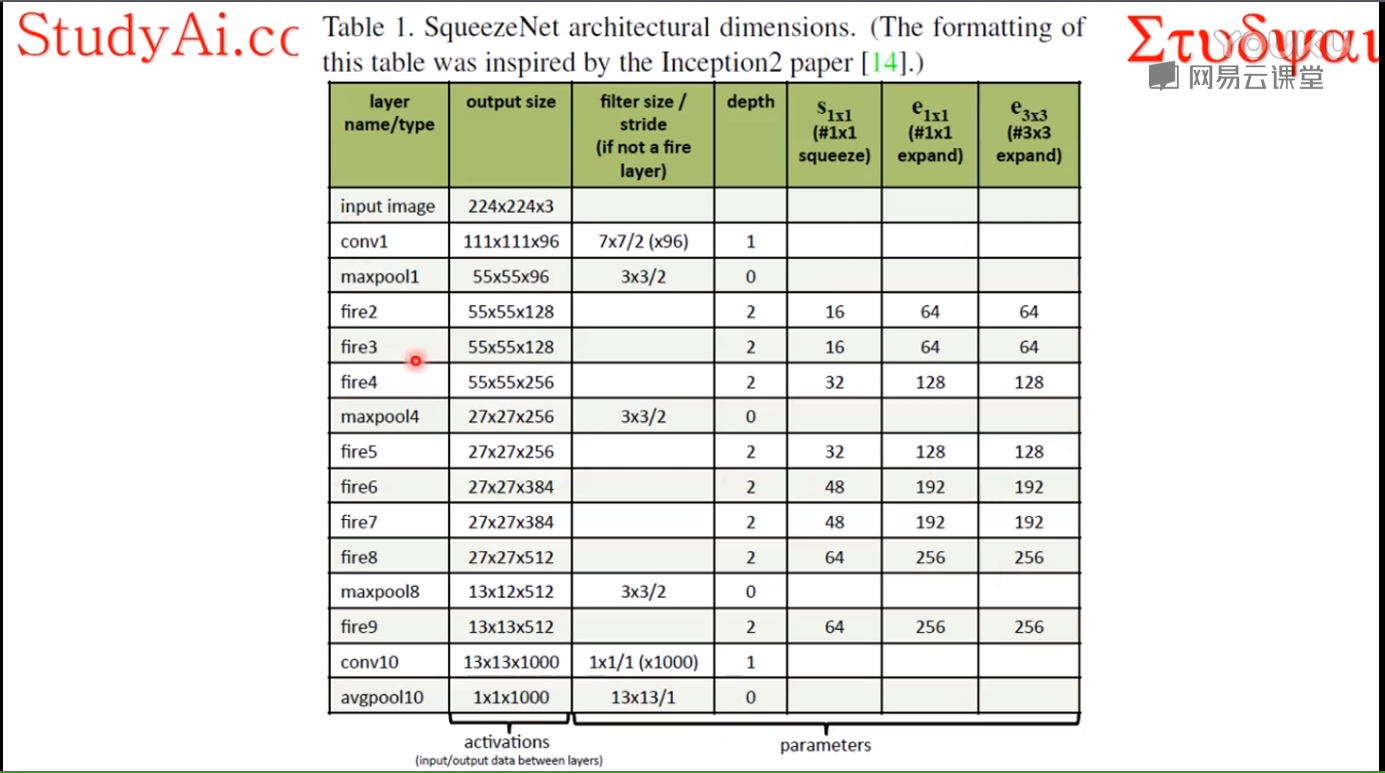 StudyAi.cc
Table 1. SqueezeNet architectural dimensions. (The formatting of
this table was inspired by the Inception2 paper [14].)
Στυdψαι
YOUKU
网易云课堂
layer name/type output size filter size / stride (if not a fire layer) depth s1x1 (#1x1 squeeze) e1x1 (#1x1 expand) e3x3 (#3x3 expand)
input image 224x224x3
conv1 111x111x96 7x7/2 (x96) 1
maxpool1 55x55x96 3x3/2 0
fire2 55x55x128 2 16 64 64
fire3 55x55x128 2 16 64 64
fire4 55x55x256 2 32 128 128
maxpool4 27x27x256 3x3/2 0
fire5 27x27x256 2 32 128 128
fire6 27x27x384 2 48 192 192
fire7 27x27x384 2 48 192 192
fire8 27x27x512 2 64 256 256
maxpool8 13x12x512 3x3/2 0
fire9 13x13x512 2 64 256 256
conv10 13x13x1000 1x1/1 (x1000) 1
avgpool10 1x1x1000 13x13/1 0
activations
(input/output data between layers)
parameters